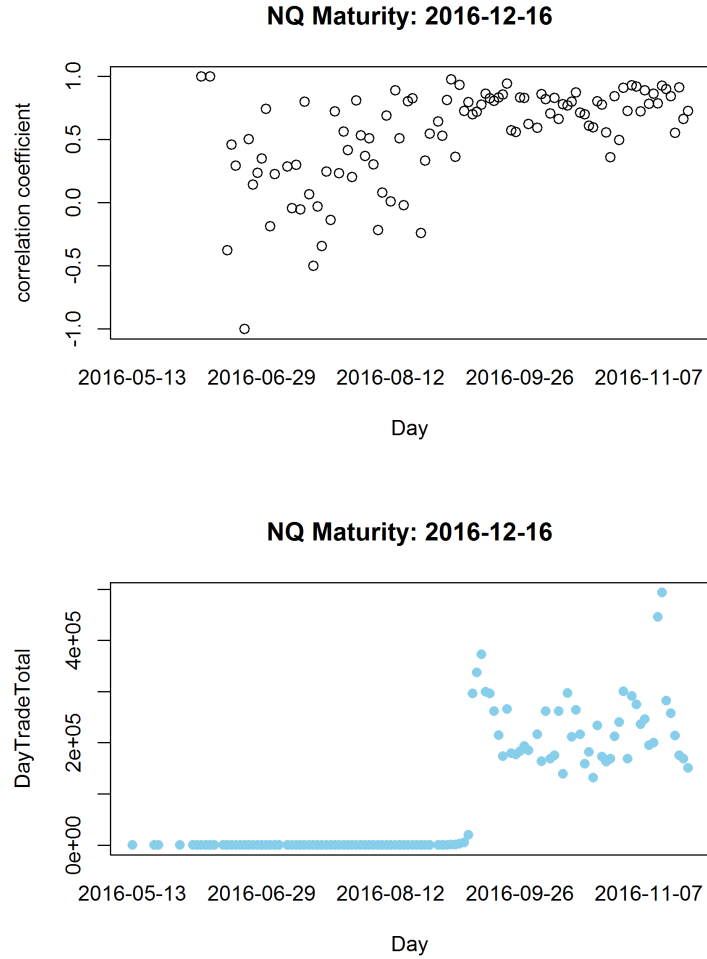 NQ Maturity: 2016-12-16
correlation coefficient
1.0
0.5
0.0
-0.5
-1.0
2016-05-13 2016-06-29 2016-08-12 2016-09-26 2016-11-07
Day
NQ Maturity: 2016-12-16
DayTradeTotal
4e+05
2e+05
0e+00
2016-05-13 2016-06-29 2016-08-12 2016-09-26 2016-11-07
Day